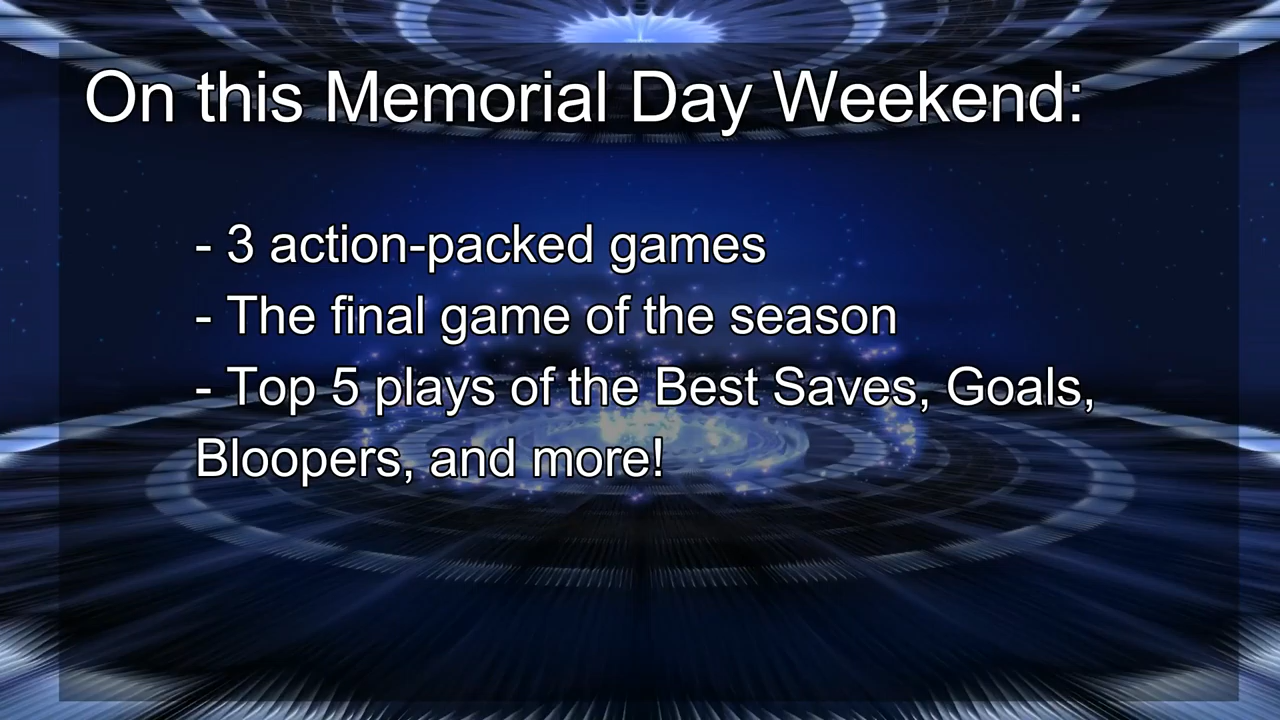 On this Memorial Day Weekend:
- 3 action-packed games
- The final game of the season
- Top 5 plays of the Best Saves, Goals,
Bloopers, and more!